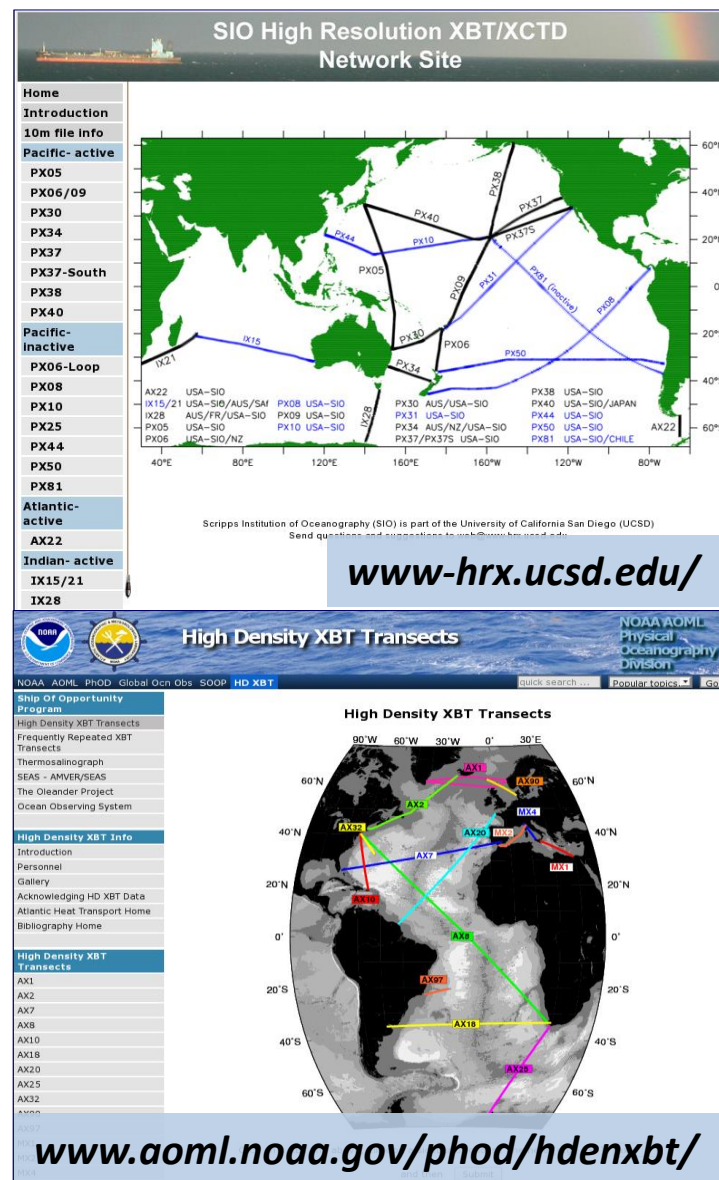 SIO High Resolution XBT/XCTD
Network Site
Home
Introduction
10m file info
Pacific- active
PX05
PX06/09
PX30
PX34
PX37
PX37-South
PX38
PX40
Pacific-
inactive
PX06-Loop
PX08
PX10
PX25
PX44
PX50
PX81
Atlantic-
active
AX22
Indian- active
IX15/21
IX28
60°
40°
20°
0°
20°
40°
60°
PX38
PX37
PX37S
PX40
PX44
PX10
PX05
PX09
PX31
PX81 (inactive)
PX08
IX15
IX21
PX30
PX06
PX34
PX50
IX28
AX22
AX22 USA-SIO
IX15/21 USA-SIO/AUS/SAf PX08 USA-SIO
IX28 AUS/FR/USA-SIO PX09 USA-SIO
PX05 USA-SIO PX10 USA-SIO
PX06 USA-SIO/NZ
PX30 AUS/USA-SIO
PX31 USA-SIO
PX34 AUS/NZ/USA-SIO
PX37/PX37S USA-SIO
PX38 USA-SIO
PX40 USA-SIO/JAPAN
PX44 USA-SIO
PX50 USA-SIO
PX81 USA-SIO/CHILE
40°E 80°E 120°E 160°E 160°W 120°W 80°W
Scripps Institution of Oceanography (SIO) is part of the University of California San Diego (UCSD)
Send questions and suggestions to
www-hrx.ucsd.edu/
NOAA
High Density XBT Transects
NOAA AOML
Physical
Oceanography
Division
NOAA AOML PhOD Global Ocn Obs SOOP HD XBT
quick search ... Popular topics... Go
Ship Of Opportunity
Program
High Density XBT Transects
Frequently Repeated XBT
Transects
Thermosalinograph
SEAS - AMVER/SEAS
The Oleander Project
Ocean Observing System
High Density XBT Info
Introduction
Personnel
Gallery
Acknowledging HD XBT Data
Atlantic Heat Transport Home
Bibliography Home
High Density XBT
Transects
AX1
AX2
AX7
AX8
AX10
AX18
AX20
AX25
AX32
High Density XBT Transects
90°W 60°W 30°W 0° 30°E
60°N 60°N
40°N 40°N
20°N 20°N
0° 0°
20°S 20°S
40°S 40°S
60°S 60°S
AX1
AX90
AX2
MX4
AX32
AX20
MX2
AX7
MX1
AX10
AX8
AX97
AX18
AX25
www.aoml.noaa.gov/phod/hdenxbt/